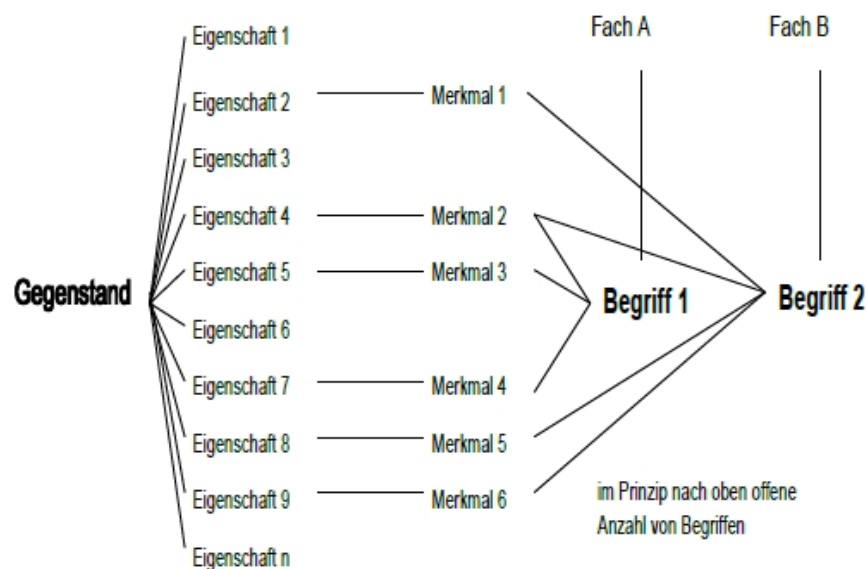 Fach A
Fach B
Eigenschaft 1
Eigenschaft 2
Merkmal 1
Eigenschaft 3
Eigenschaft 4
Merkmal 2
Eigenschaft 5
Merkmal 3
Gegenstand
Begriff 1
Begriff 2
Eigenschaft 6
Eigenschaft 7
Merkmal 4
Eigenschaft 8
Merkmal 5
Eigenschaft 9
Merkmal 6
im Prinzip nach oben offene
Anzahl von Begriffen
Eigenschaft n